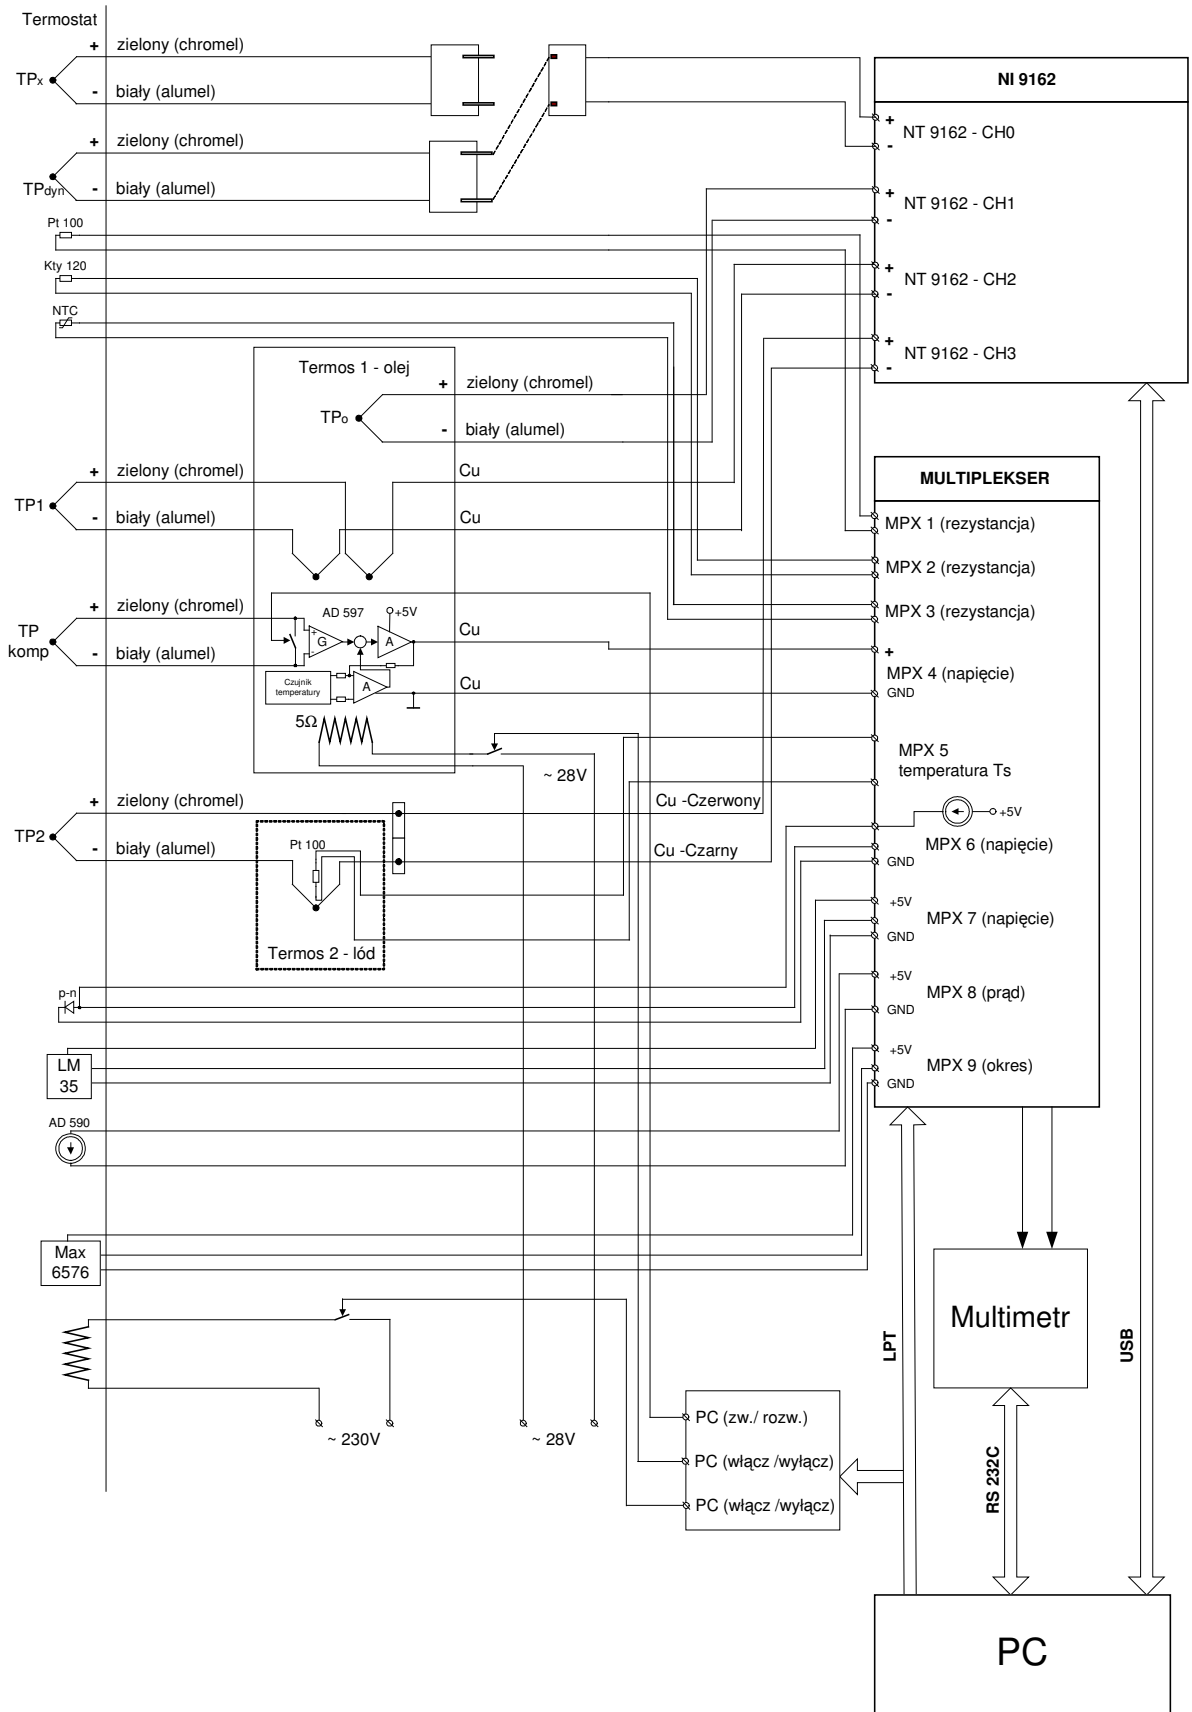 Termostat
+ zielony (chromel)
TPx
- biały (alumel)
+ zielony (chromel)
TPdyn
- biały (alumel)
Pt 100
Kty 120
NTC
NI 9162
+
NT 9162 - CH0
-
+
NT 9162 - CH1
-
+
NT 9162 - CH2
-
+
NT 9162 - CH3
-
Termos 1 - olej
+ zielony (chromel)
TPo
- biały (alumel)
+ zielony (chromel)
Cu
TP1
- biały (alumel)
Cu
+ zielony (chromel)
TP
komp
- biały (alumel)
AD 597
+5V
+
-
G
A
Cu
Czujnik
temperatury
A
Cu
5Ω
~ 28V
+ zielony (chromel)
Cu -Czerwony
TP2
- biały (alumel)
Pt 100
Cu -Czarny
Termos 2 - lód
MULTIPLEKSER
MPX 1 (rezystancja)
MPX 2 (rezystancja)
MPX 3 (rezystancja)
+
MPX 4 (napięcie)
GND
MPX 5
temperatura Ts
+5V
MPX 6 (napięcie)
GND
+5V
MPX 7 (napięcie)
GND
+5V
MPX 8 (prąd)
GND
+5V
MPX 9 (okres)
GND
p-n
LM
35
AD 590
Max
6576
~ 230V
~ 28V
PC (zw./ rozw.)
PC (włącz /wyłącz)
PC (włącz /wyłącz)
LPT
Multimetr
USB
RS 232C
PC